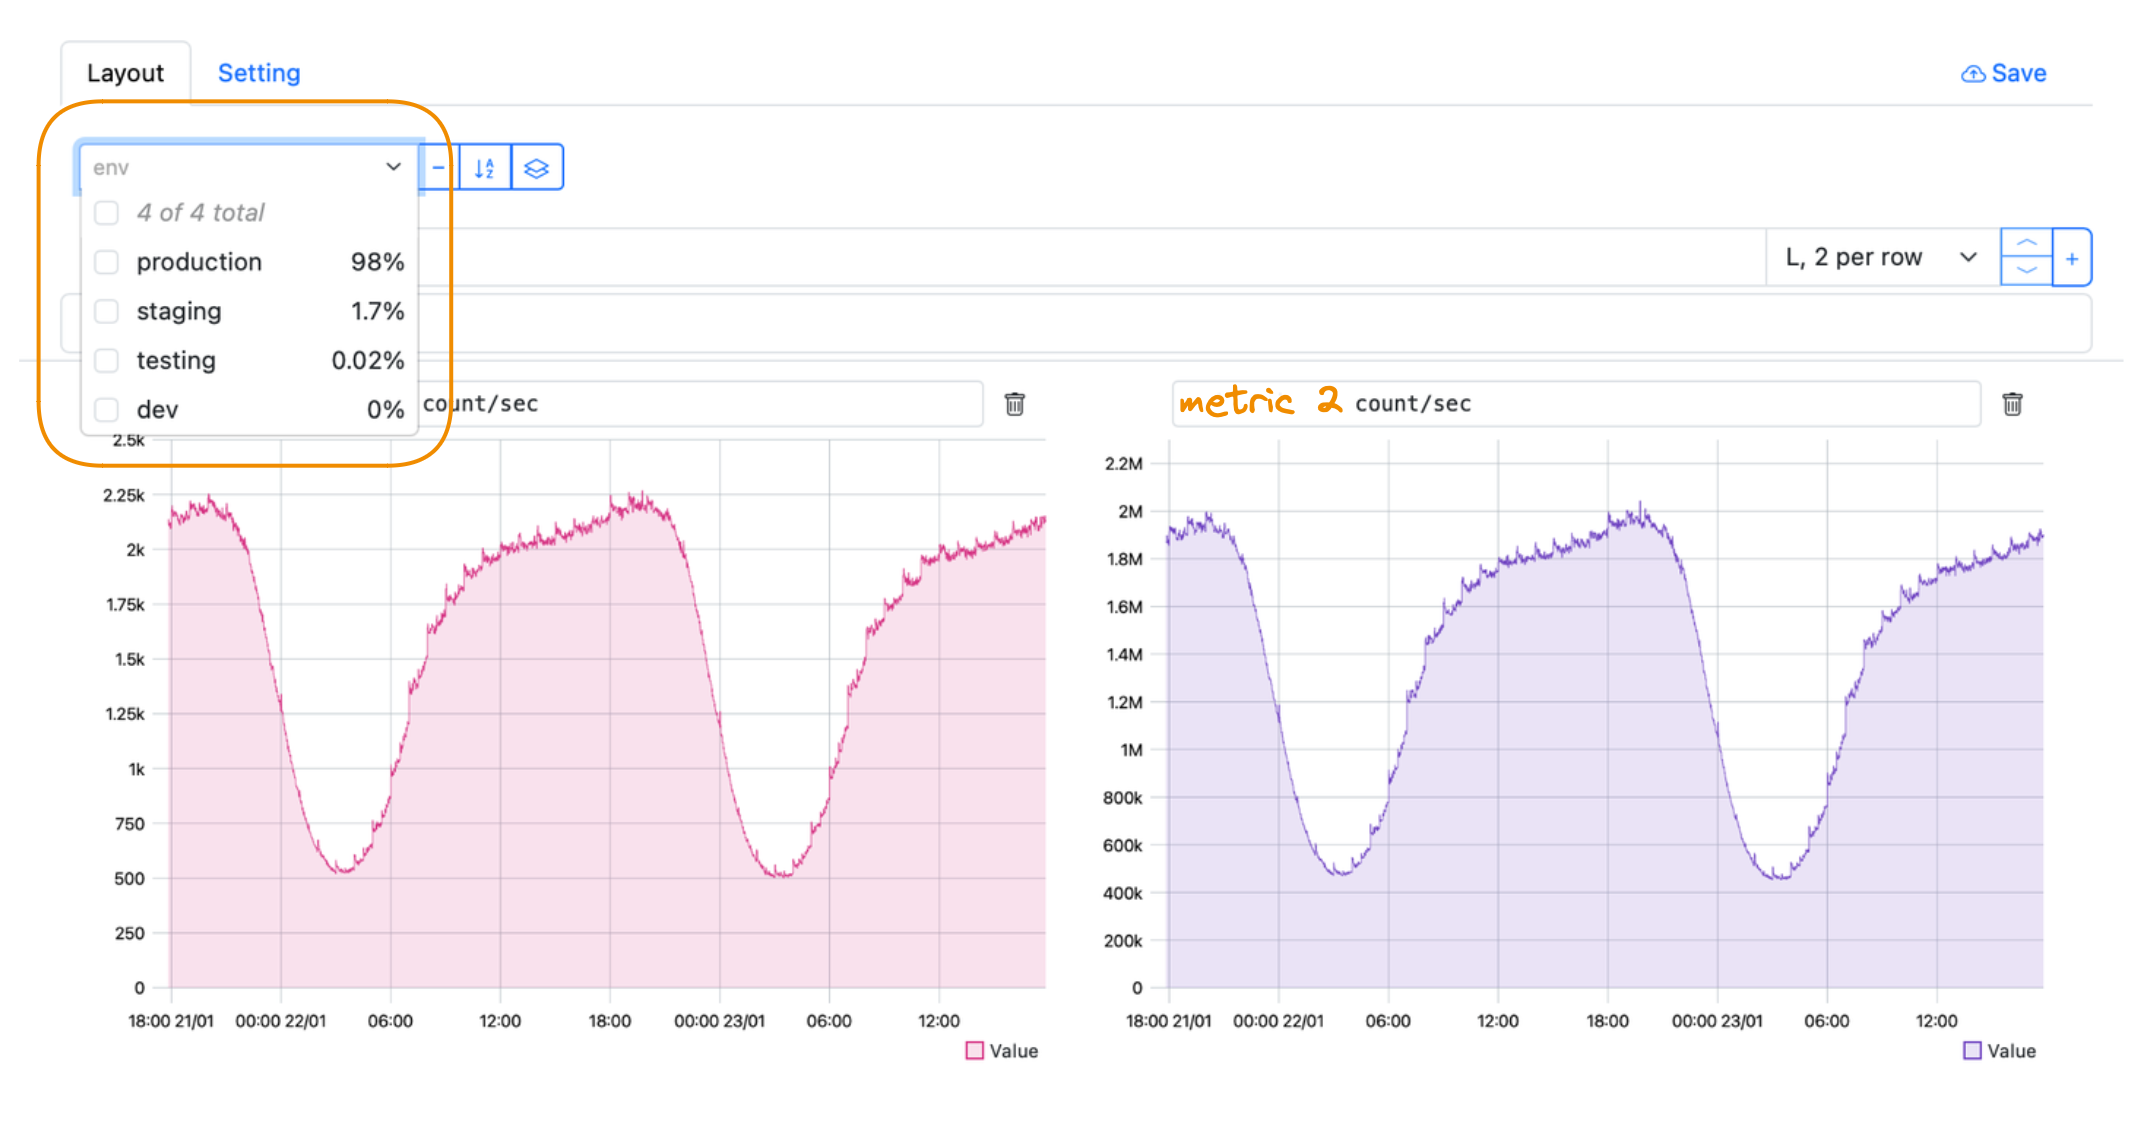 Layout Setting Save
env
4 of 4 total
production 98%
staging 1.7%
testing 0.02%
dev 0%
L, 2 per row
+
count/sec
metric 2 count/sec
2.5k
2.25k
2k
1.75k
1.5k
1.25k
1k
750
500
250
0
18:00 21/01 00:00 22/01 06:00 12:00 18:00 00:00 23/01 06:00 12:00
Value
2.2M
2M
1.8M
1.6M
1.4M
1.2M
1M
800k
600k
400k
200k
0
18:00 21/01 00:00 22/01 06:00 12:00 18:00 00:00 23/01 06:00 12:00
Value